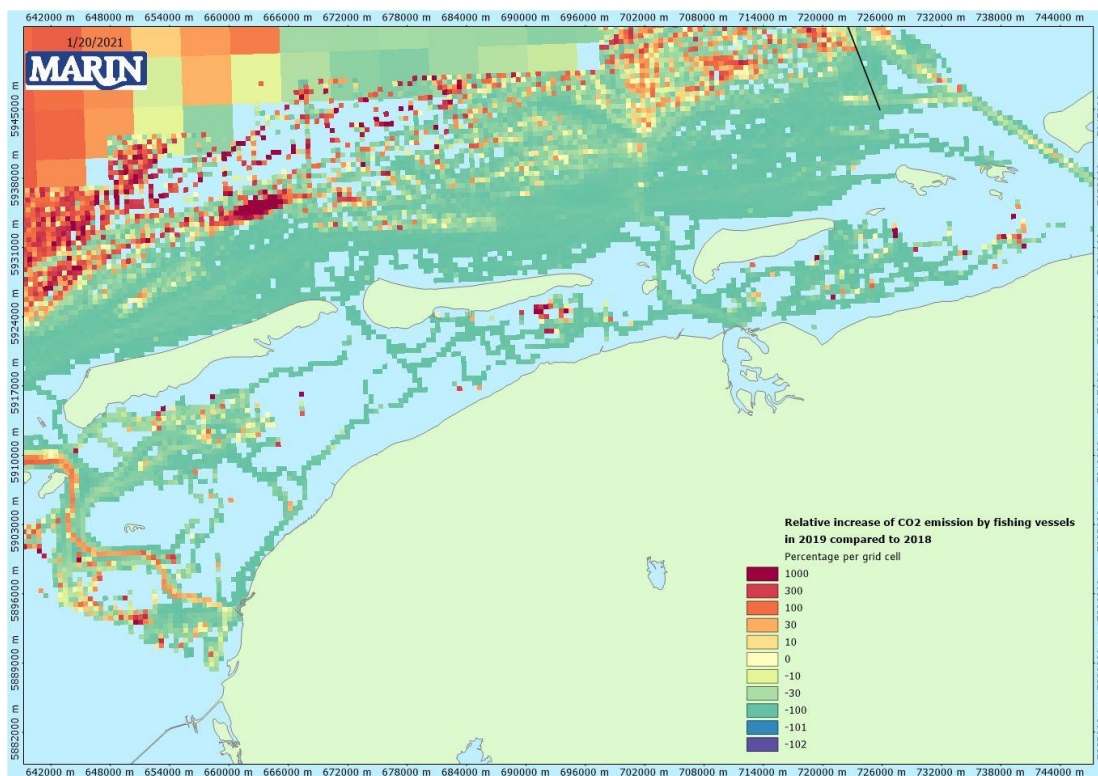 642000 m 648000 m 654000 m 660000 m 666000 m 672000 m 678000 m 684000 m 690000 m 696000 m 702000 m 708000 m 714000 m 720000 m 726000 m 732000 m 738000 m 744000 m
1/20/2021
MARIN
5945000 m
5938000 m
5931000 m
5924000 m
5917000 m
5910000 m
5903000 m
5896000 m
5889000 m
5882000 m
Relative increase of CO2 emission by fishing vessels
in 2019 compared to 2018
Percentage per grid cell
1000
300
100
30
10
0
-10
-30
-100
-101
-102
642000 m 648000 m 654000 m 660000 m 666000 m 672000 m 678000 m 684000 m 690000 m 696000 m 702000 m 708000 m 714000 m 720000 m 726000 m 732000 m 738000 m 744000 m